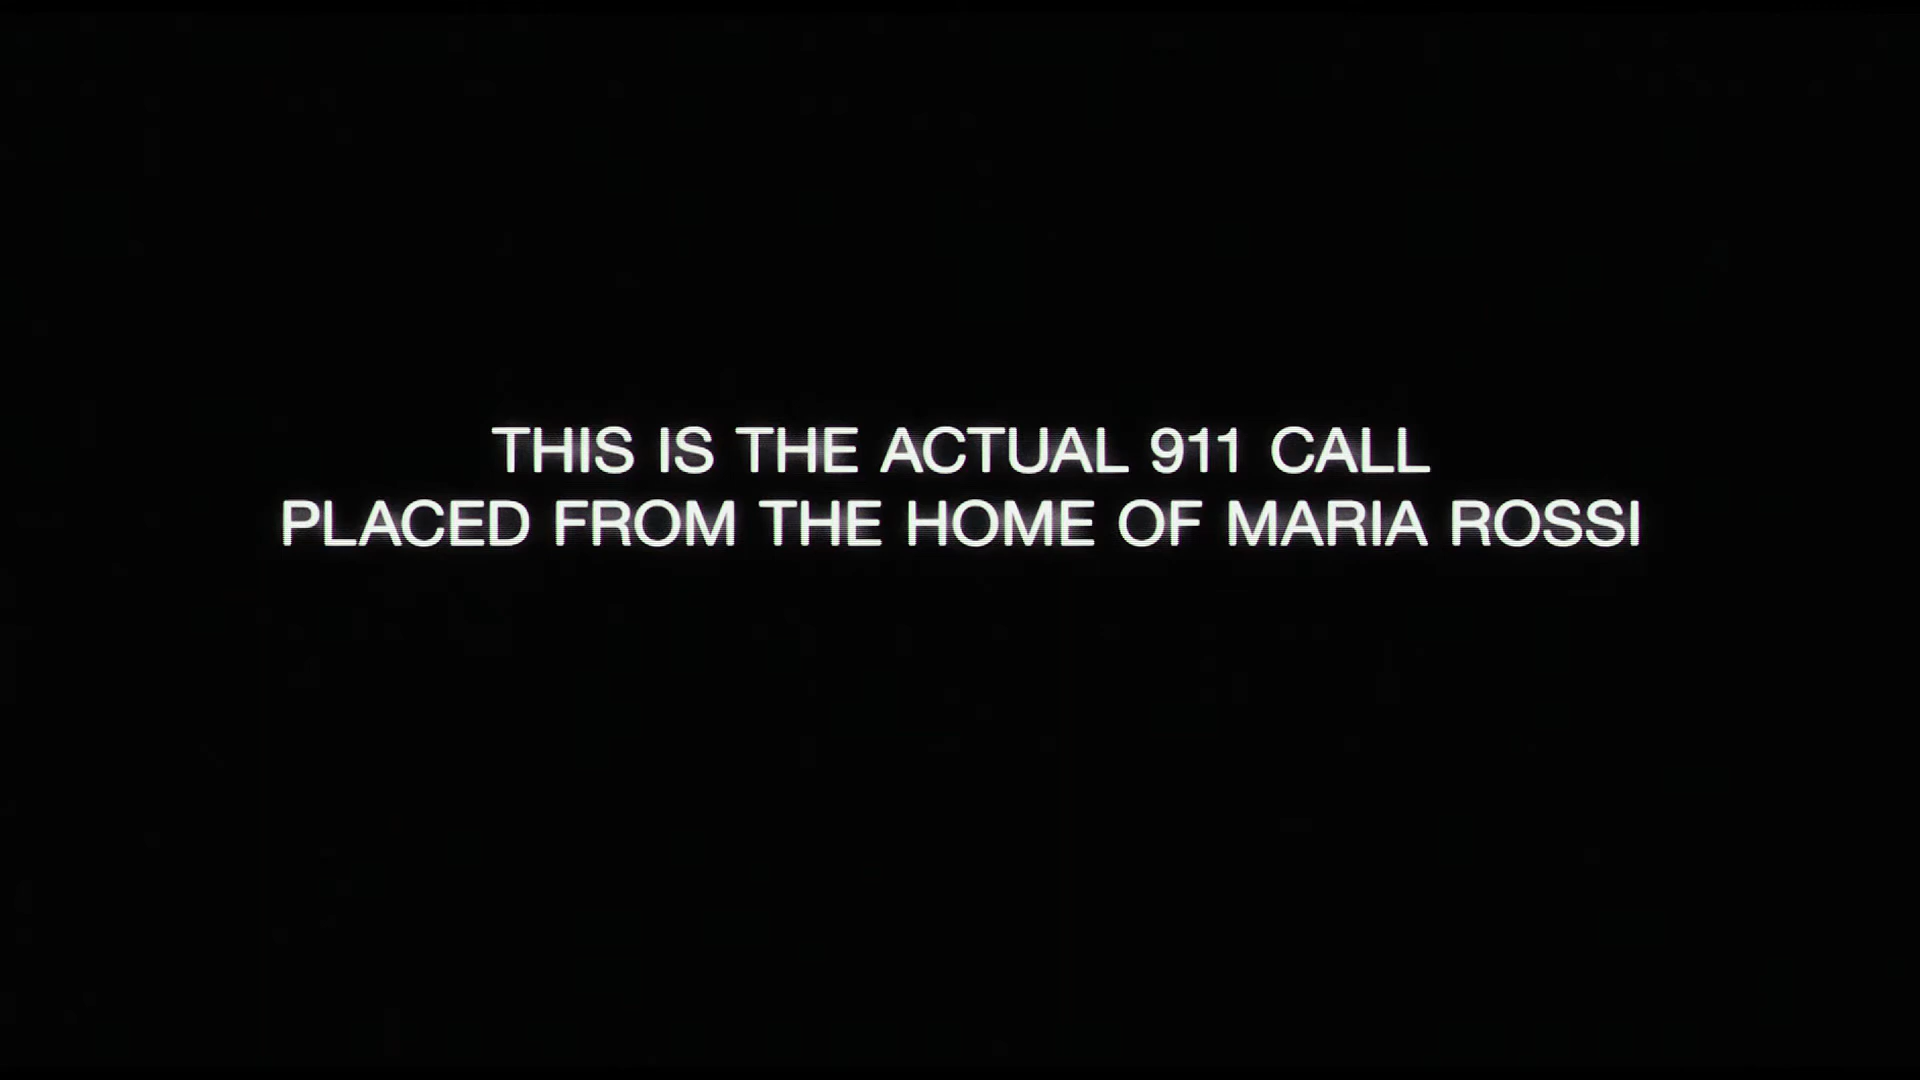 THIS IS THE ACTUAL 911 CALL
PLACED FROM THE HOME OF MARIA ROSSI